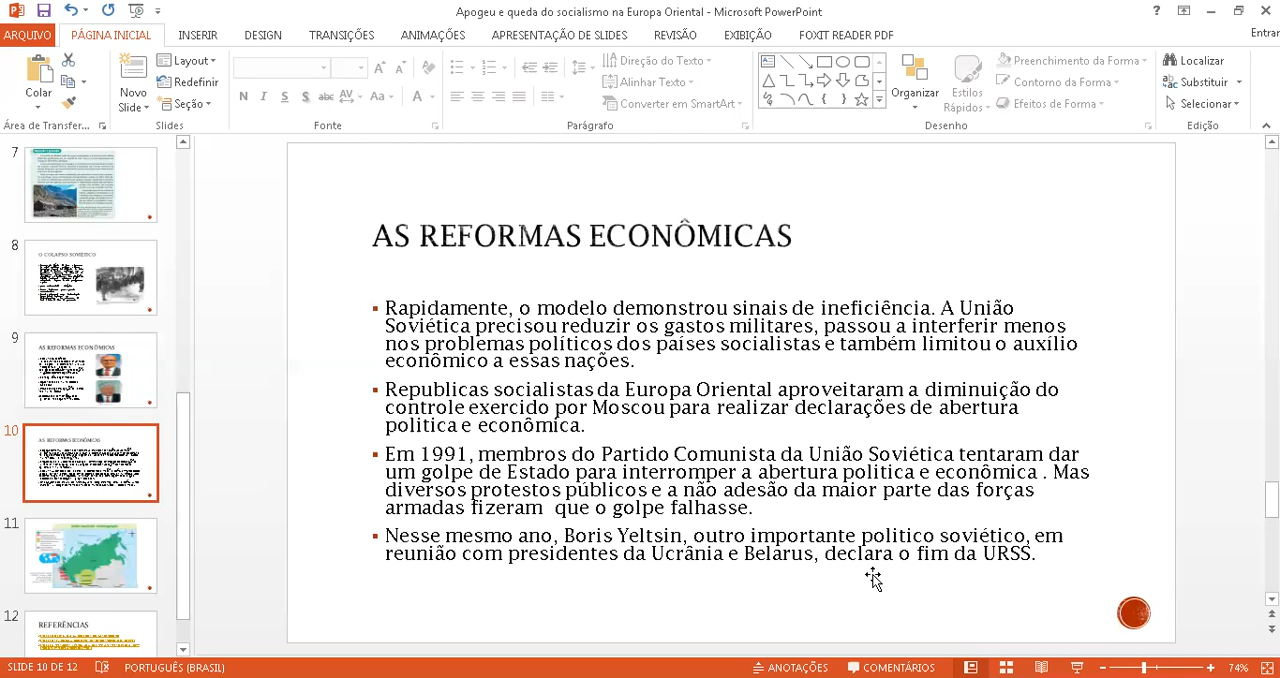 Apogeu e queda do socialismo na Europa Oriental - Microsoft PowerPoint
?
Entrar
ARQUIVO PÁGINA INICIAL INSERIR DESIGN TRANSIÇÕES ANIMAÇÕES APRESENTAÇÃO DE SLIDES REVISÃO EXIBIÇÃO FOXIT READER PDF
Colar
Área de Transfer...
Novo
Slide
Layout
Redefinir
Seção
Slides
N I S S abc AV Aa A
Fonte
Direção do Texto
Alinhar Texto
Converter em SmartArt
Parágrafo
Organizar
Estilos
Rápidos
Preenchimento da Forma
Contorno da Forma
Efeitos de Forma
Desenho
Localizar
Substituir
Selecionar
Edição
7
8
O COLAPSO SOVIÉTICO
9
AS REFORMAS ECONÔMICAS
10
AS REFORMAS ECONÔMICAS
11
12
REFERÊNCIAS
AS REFORMAS ECONÔMICAS
Rapidamente, o modelo demonstrou sinais de ineficiência. A União
Soviética precisou reduzir os gastos militares, passou a interferir menos
nos problemas políticos dos países socialistas e também limitou o auxílio
econômico a essas nações.
Republicas socialistas da Europa Oriental aproveitaram a diminuição do
controle exercido por Moscou para realizar declarações de abertura
politica e econômica.
Em 1991, membros do Partido Comunista da União Soviética tentaram dar
um golpe de Estado para interromper a abertura politica e econômica . Mas
diversos protestos públicos e a não adesão da maior parte das forças
armadas fizeram que o golpe falhasse.
Nesse mesmo ano, Boris Yeltsin, outro importante politico soviético, em
reunião com presidentes da Ucrânia e Belarus, declara o fim da URSS.
SLIDE 10 DE 12 PORTUGUÊS (BRASIL) ANOTAÇÕES COMENTÁRIOS 74%